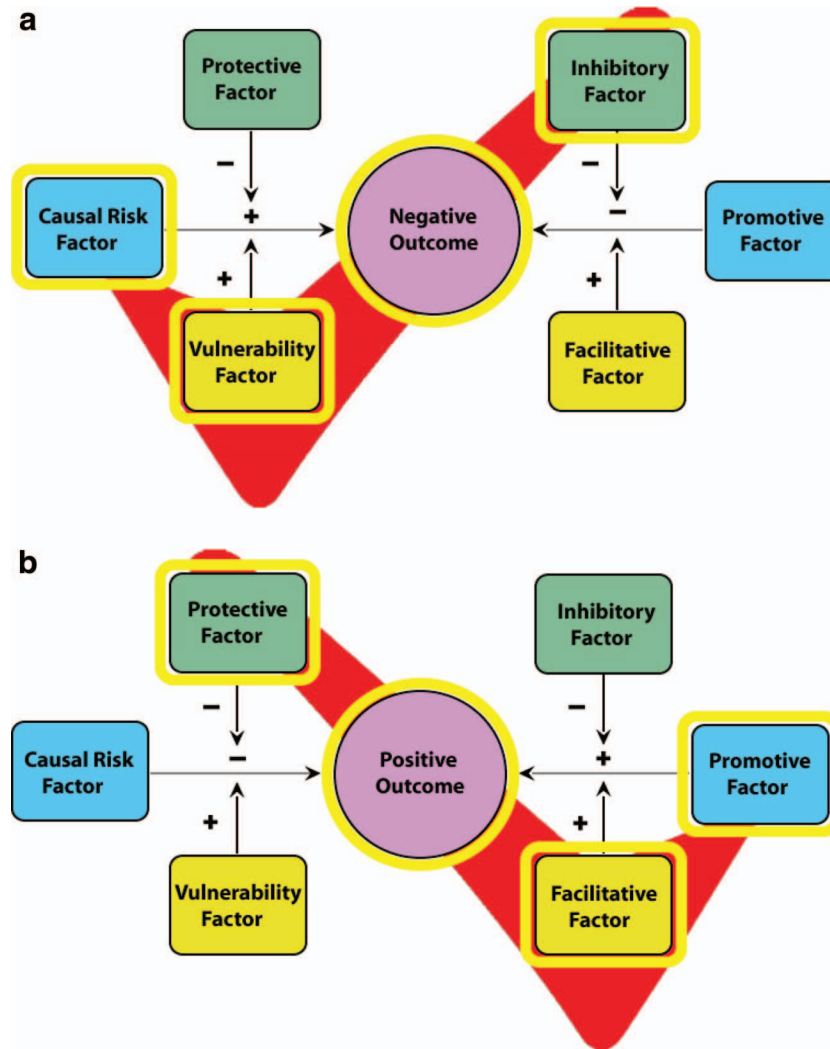 a
Protective
Factor
Inhibitory
Factor
−
−
Causal Risk
Factor
+
Negative
Outcome
−
Promotive
Factor
+
+
Vulnerability
Factor
Facilitative
Factor
b
Protective
Factor
Inhibitory
Factor
−
−
Causal Risk
Factor
−
Positive
Outcome
+
Promotive
Factor
+
+
Vulnerability
Factor
Facilitative
Factor